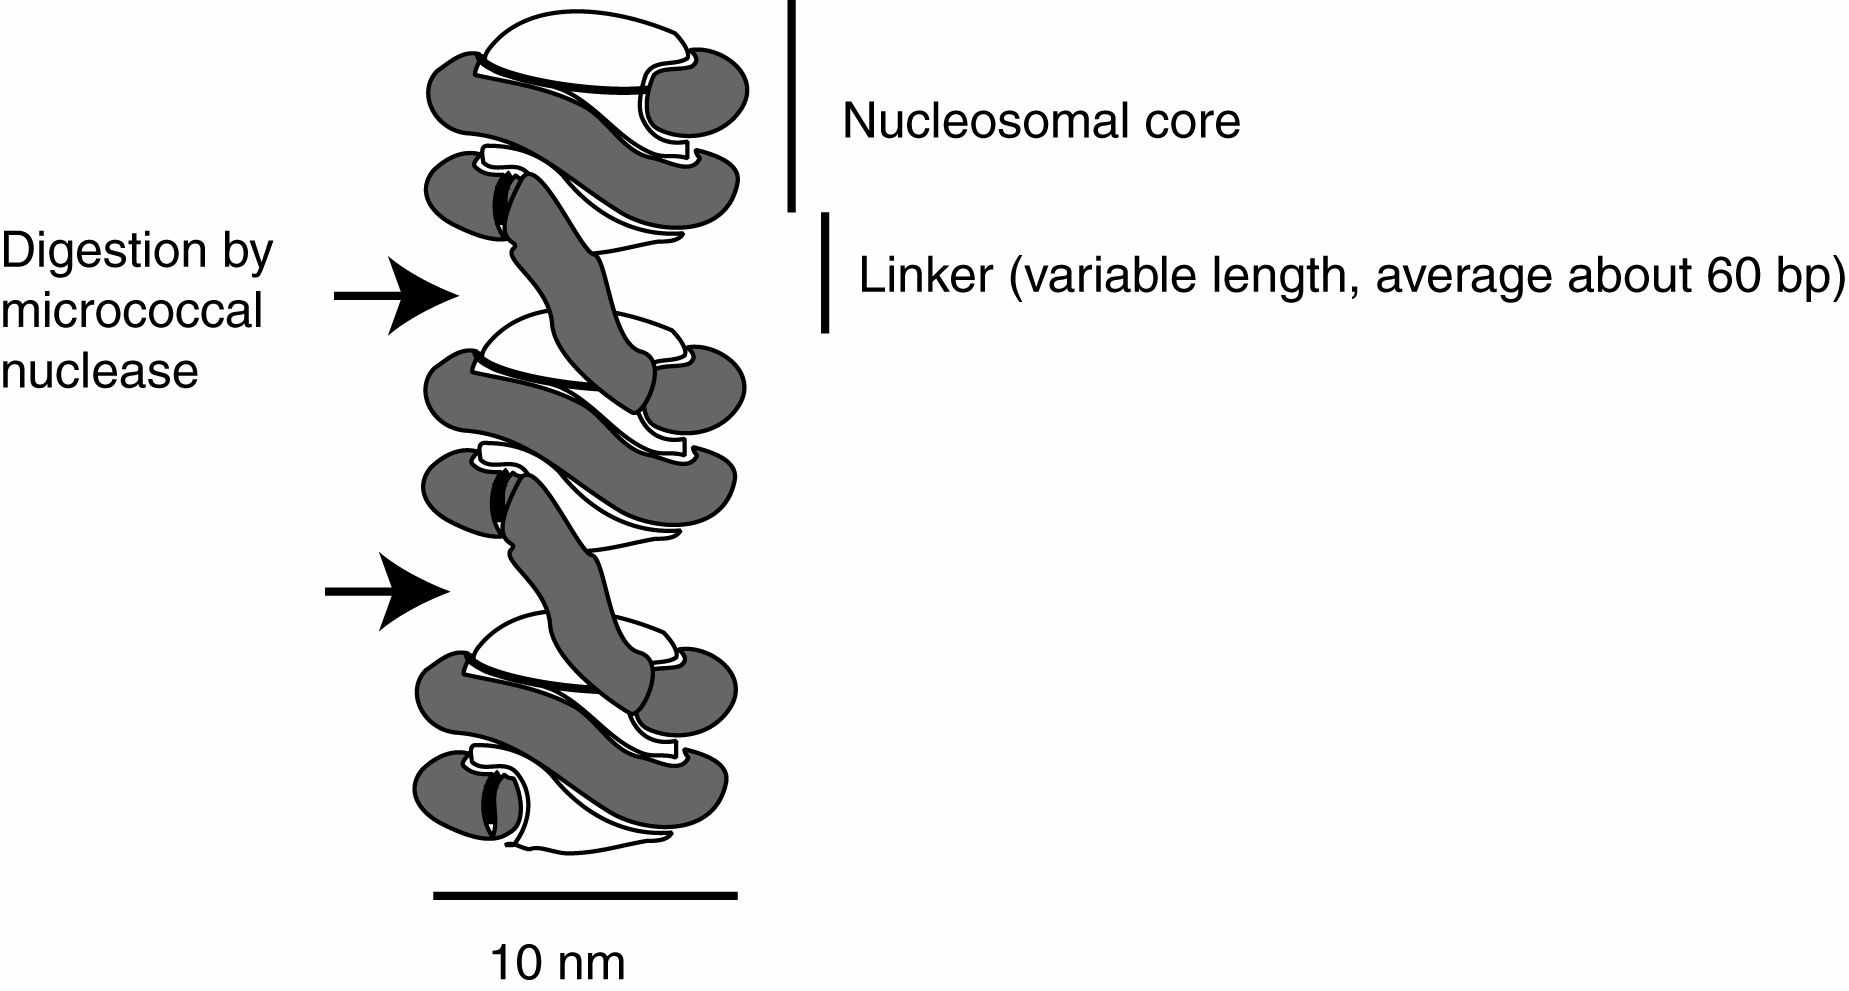 Nucleosomal core
Digestion by
micrococcal
nuclease
Linker (variable length, average about 60 bp)
10 nm